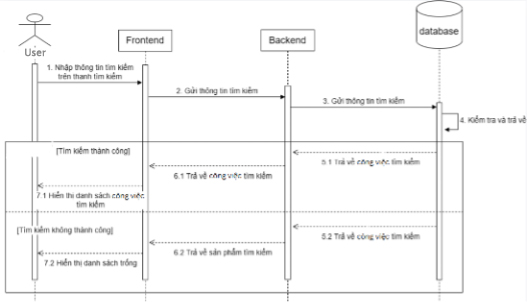 Frontend
Backend
database
User
1. Nhập thông tin tìm kiếm
trên thanh tìm kiếm
2. Gửi thông tin tìm kiếm
3. Gửi thông tin tìm kiếm
4. Kiểm tra và trả về
[Tìm kiếm thành công]
5.1 Trả về công việc tìm kiếm
6.1 Trả về công việc tìm kiếm
7.1 Hiển thị danh sách công việc
tìm kiếm
[Tìm kiếm không thành công]
5.2 Trả về công việc tìm kiếm
6.2 Trả về sản phẩm tìm kiếm
7.2 Hiển thị danh sách trống